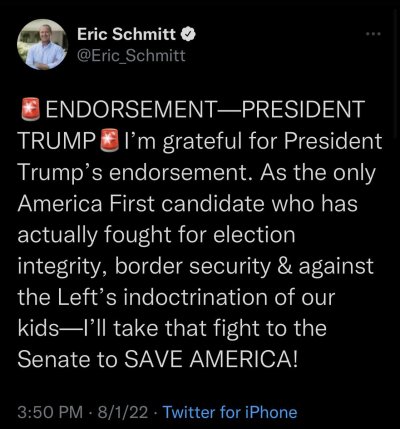 Eric Schmitt
@Eric_Schmitt
🚨ENDORSEMENT—PRESIDENT
TRUMP🚨I’m grateful for President
Trump’s endorsement. As the only
America First candidate who has
actually fought for election
integrity, border security & against
the Left’s indoctrination of our
kids—I’ll take that fight to the
Senate to SAVE AMERICA!
3:50 PM · 8/1/22 · Twitter for iPhone